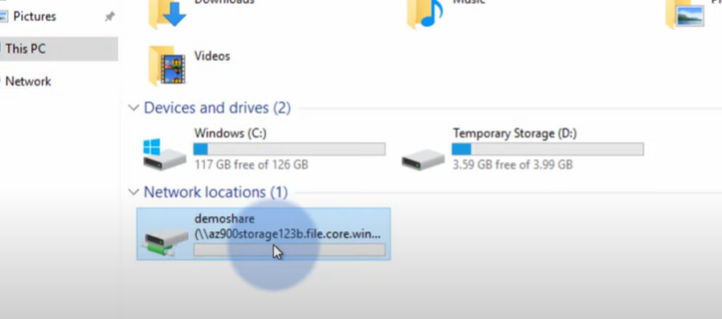 Pictures
Downloads
Music
This PC
Videos
Network
Devices and drives (2)
Windows (C:)
Temporary Storage (D:)
117 GB free of 126 GB
3.59 GB free of 3.99 GB
Network locations (1)
demoshare
(\\az900storage123b.file.core.win...